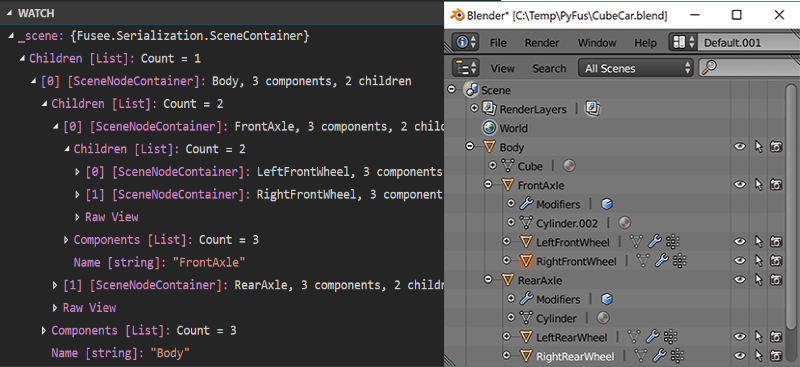 WATCH
_scene: {Fusee.Serialization.SceneContainer}
Children [List]: Count = 1
[0] [SceneNodeContainer]: Body, 3 components, 2 children
Children [List]: Count = 2
[0] [SceneNodeContainer]: FrontAxle, 3 components, 2 child
Children [List]: Count = 2
[0] [SceneNodeContainer]: LeftFrontWheel, 3 components
[1] [SceneNodeContainer]: RightFrontWheel, 3 component
Raw View
Components [List]: Count = 3
Name [string]: "FrontAxle"
[1] [SceneNodeContainer]: RearAxle, 3 components, 2 childr
Raw View
Components [List]: Count = 3
Name [string]: "Body"
Blender* [C:\Temp\PyFus\CubeCar.blend]
File Render Window Help Default.001
View Search All Scenes
Scene
RenderLayers
World
Body
Cube
FrontAxle
Modifiers
Cylinder.002
LeftFrontWheel
RightFrontWheel
RearAxle
Modifiers
Cylinder
LeftRearWheel
RightRearWheel